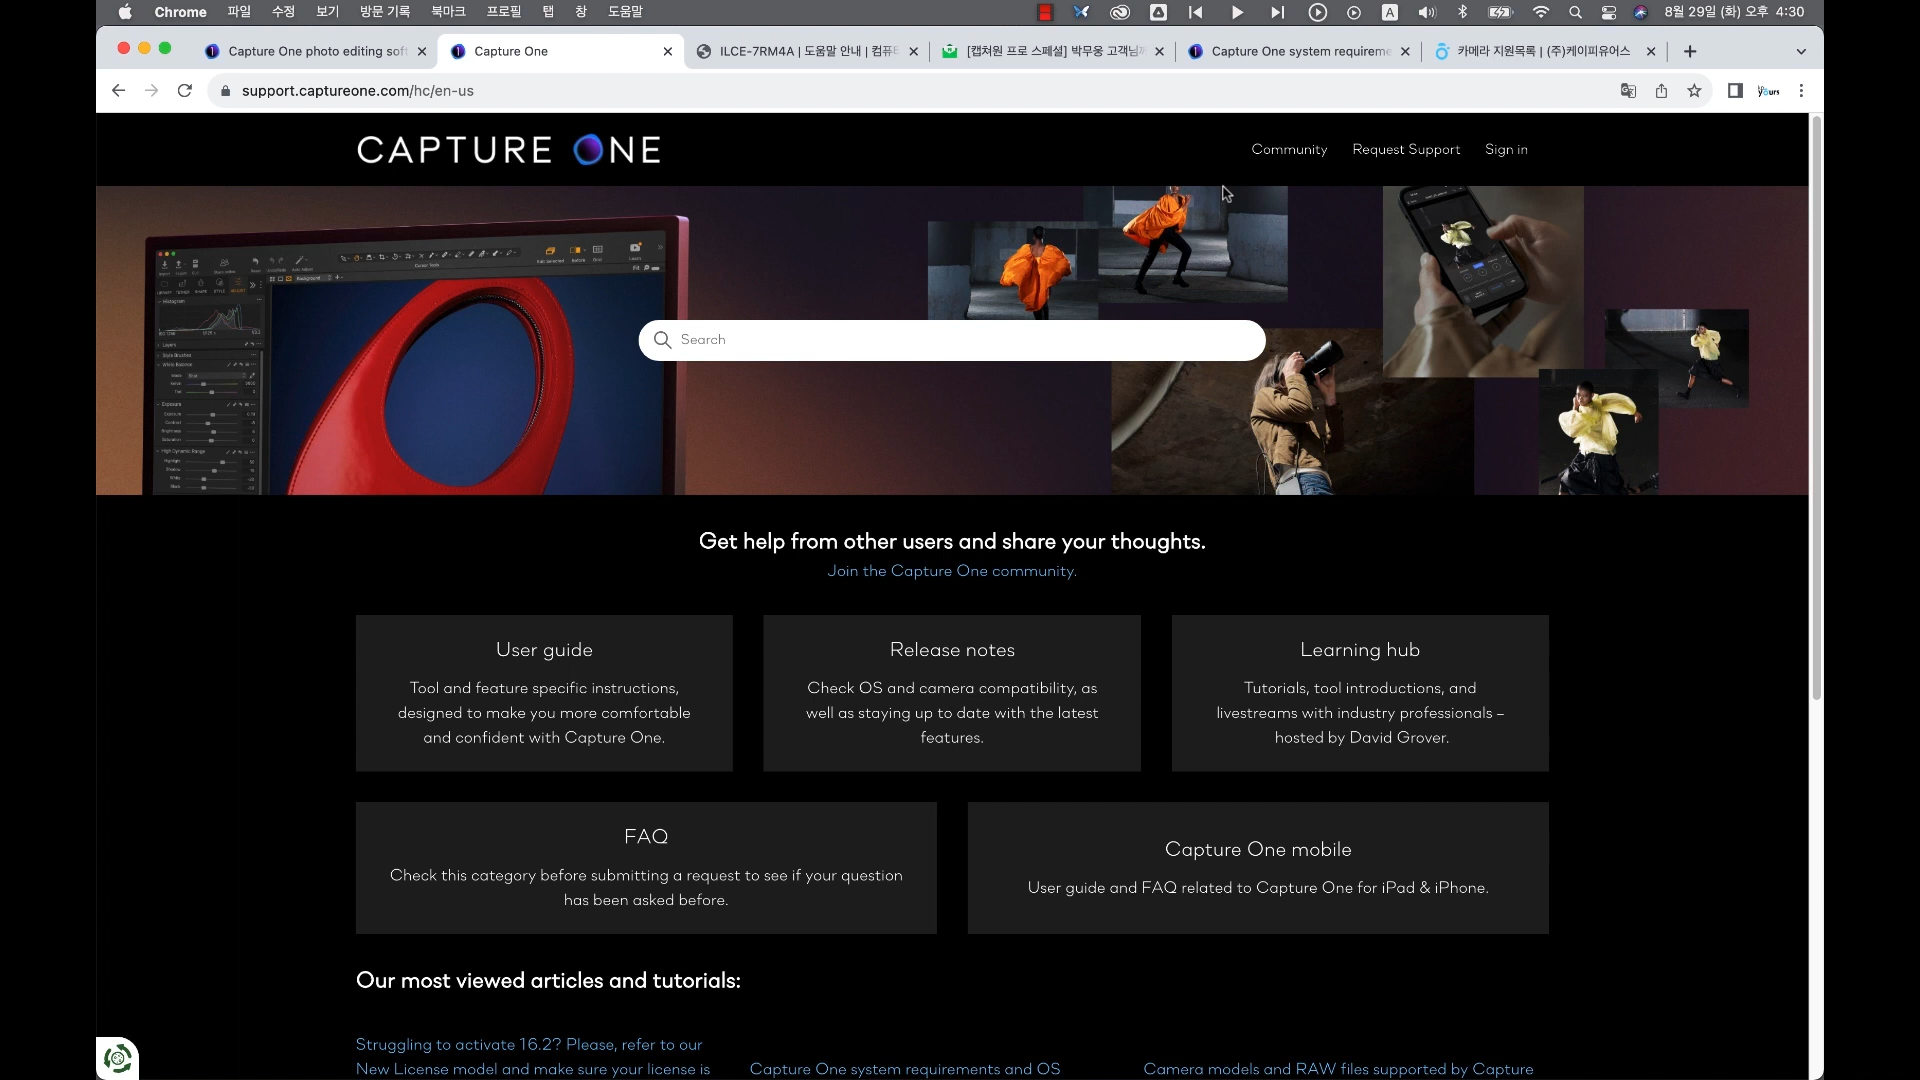 Chrome 파일 수정 보기 방문 기록 북마크 프로필 탭 창 도움말 A 8월 29일 (화) 오후 4:30
Capture One photo editing soft Capture One ILCE-7RM4A | 도움말 안내 | 컴퓨터 [캡쳐원 프로 스페셜] 박무웅 고객님께 Capture One system requireme 카메라 지원목록 | (주)케이피유어스
support.captureone.com/hc/en-us
CAPTURE ONE
Community Request Support Sign in
Search
Get help from other users and share your thoughts.
Join the Capture One community.
User guide
Tool and feature specific instructions,
designed to make you more comfortable
and confident with Capture One.
Release notes
Check OS and camera compatibility, as
well as staying up to date with the latest
features.
Learning hub
Tutorials, tool introductions, and
livestreams with industry professionals –
hosted by David Grover.
FAQ
Check this category before submitting a request to see if your question
has been asked before.
Capture One mobile
User guide and FAQ related to Capture One for iPad & iPhone.
Our most viewed articles and tutorials:
Struggling to activate 16.2? Please, refer to our
New License model and make sure your license is
Capture One system requirements and OS
Camera models and RAW files supported by Capture